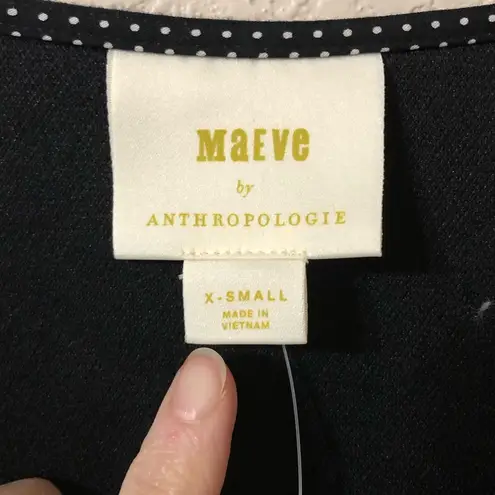 MaEve
by
ANTHROPOLOGIE
X-SMALL
MADE IN
VIETNAM